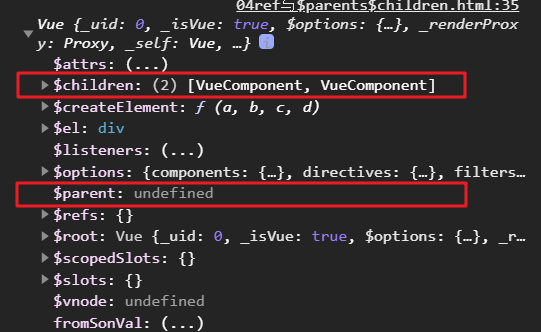 04ref与$parents$children.html:35
Vue {_uid: 0, _isVue: true, $options: {…}, _renderProx
y: Proxy, _self: Vue, …} i
$attrs: (...)
$children: (2) [VueComponent, VueComponent]
$createElement: ƒ (a, b, c, d)
$el: div
$listeners: (...)
$options: {components: {…}, directives: {…}, filters…
$parent: undefined
$refs: {}
$root: Vue {_uid: 0, _isVue: true, $options: {…}, _r…
$scopedSlots: {}
$slots: {}
$vnode: undefined
fromSonVal: (...)